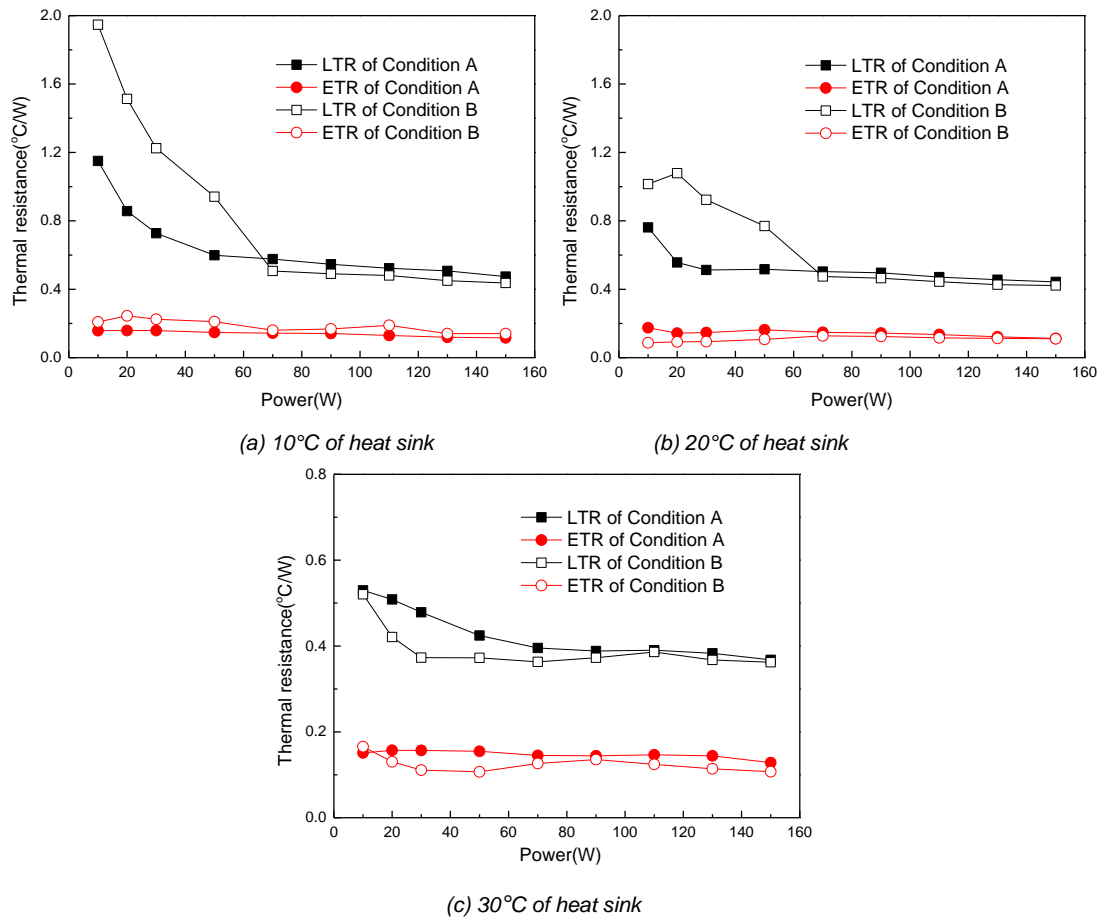 2.0
1.6
1.2
0.8
0.4
0.0
Thermal resistance(°C/W)
LTR of Condition A
ETR of Condition A
LTR of Condition B
ETR of Condition B
0 20 40 60 80 100 120 140 160
Power(W)
(a) 10°C of heat sink
2.0
1.6
1.2
0.8
0.4
0.0
Thermal resistance(°C/W)
LTR of Condition A
ETR of Condition A
LTR of Condition B
ETR of Condition B
0 20 40 60 80 100 120 140 160
Power(W)
(b) 20°C of heat sink
0.8
0.6
0.4
0.2
0.0
Thermal resistance(°C/W)
LTR of Condition A
ETR of Condition A
LTR of Condition B
ETR of Condition B
0 20 40 60 80 100 120 140 160
Power(W)
(c) 30°C of heat sink